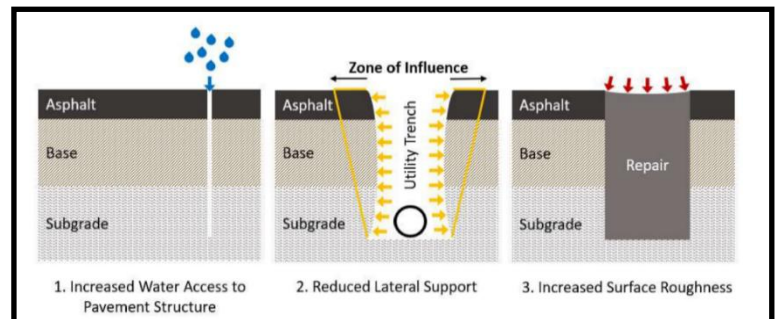 Zone of Influence
Asphalt
Base
Subgrade
Asphalt
Base
Subgrade
Utility Trench
Asphalt
Base
Subgrade
Repair
1. Increased Water Access to
Pavement Structure
2. Reduced Lateral Support
3. Increased Surface Roughness